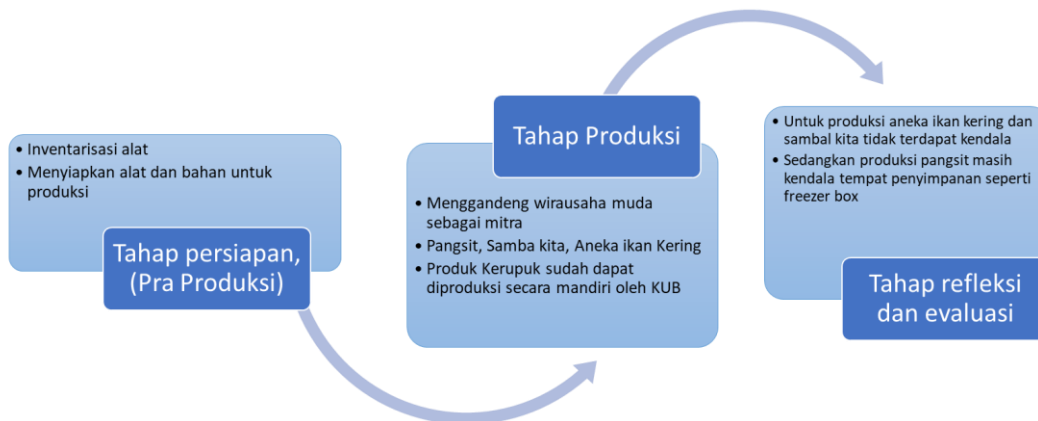 • Inventarisasi alat
• Menyiapkan alat dan bahan untuk
produksi
Tahap persiapan,
(Pra Produksi)
Tahap Produksi
• Menggandeng wirausaha muda
sebagai mitra
• Pangsit, Samba kita, Aneka ikan Kering
• Produk Kerupuk sudah dapat
diproduksi secara mandiri oleh KUB
• Untuk produksi aneka ikan kering dan
sambal kita tidak terdapat kendala
• Sedangkan produksi pangsit masih
kendala tempat penyimpanan seperti
freezer box
Tahap refleksi
dan evaluasi